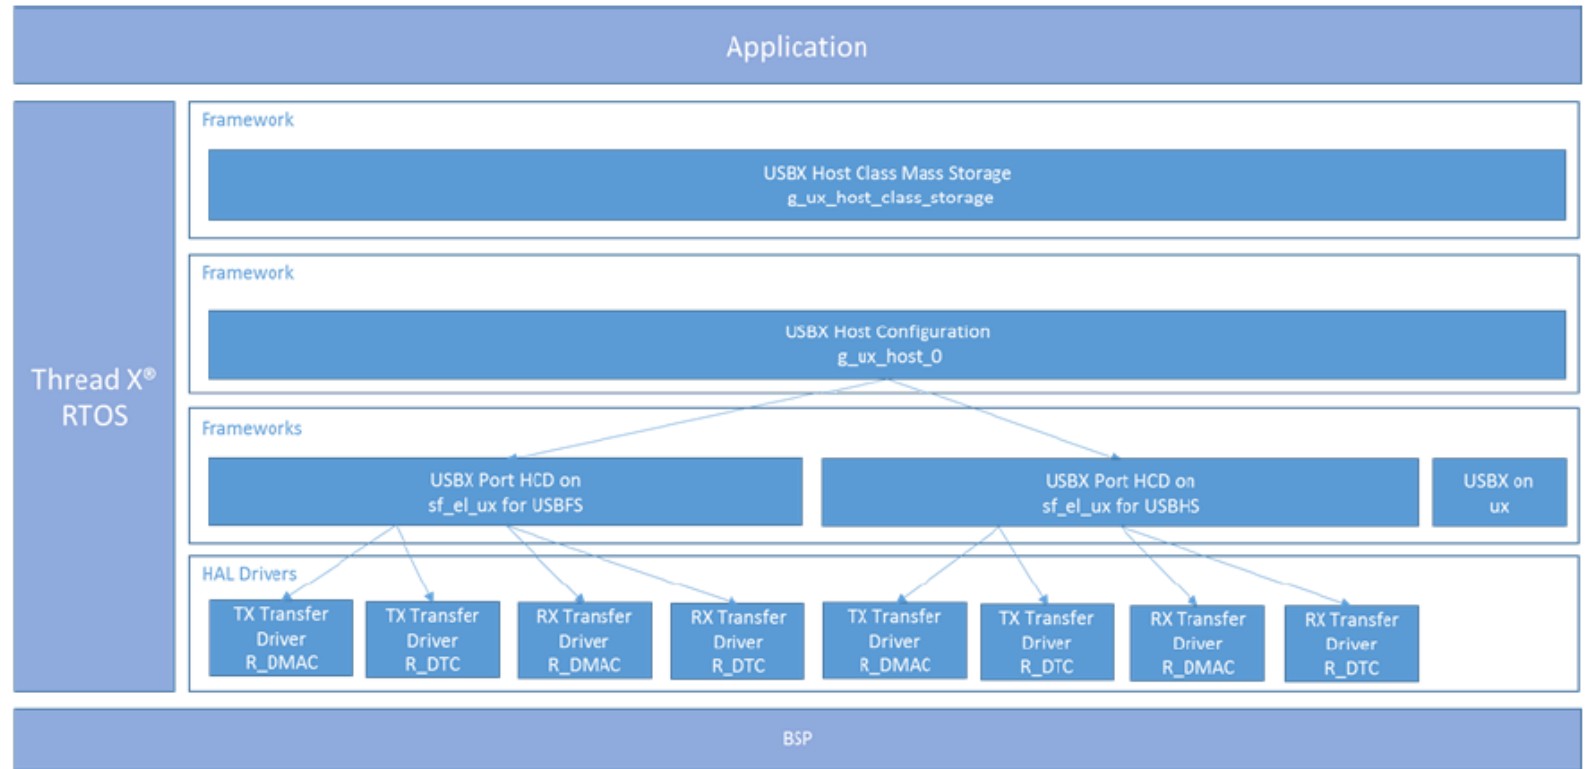 Application
Thread X®
RTOS
Framework
USBX Host Class Mass Storage
g_ux_host_class_storage
Framework
USBX Host Configuration
g_ux_host_0
Frameworks
USBX Port HCD on
sf_el_ux for USBFS
USBX Port HCD on
sf_el_ux for USBHS
USBX on
ux
HAL Drivers
TX Transfer
Driver
R_DMAC
TX Transfer
Driver
R_DTC
RX Transfer
Driver
R_DMAC
RX Transfer
Driver
R_DTC
TX Transfer
Driver
R_DMAC
TX Transfer
Driver
R_DTC
RX Transfer
Driver
R_DMAC
RX Transfer
Driver
R_DTC
BSP